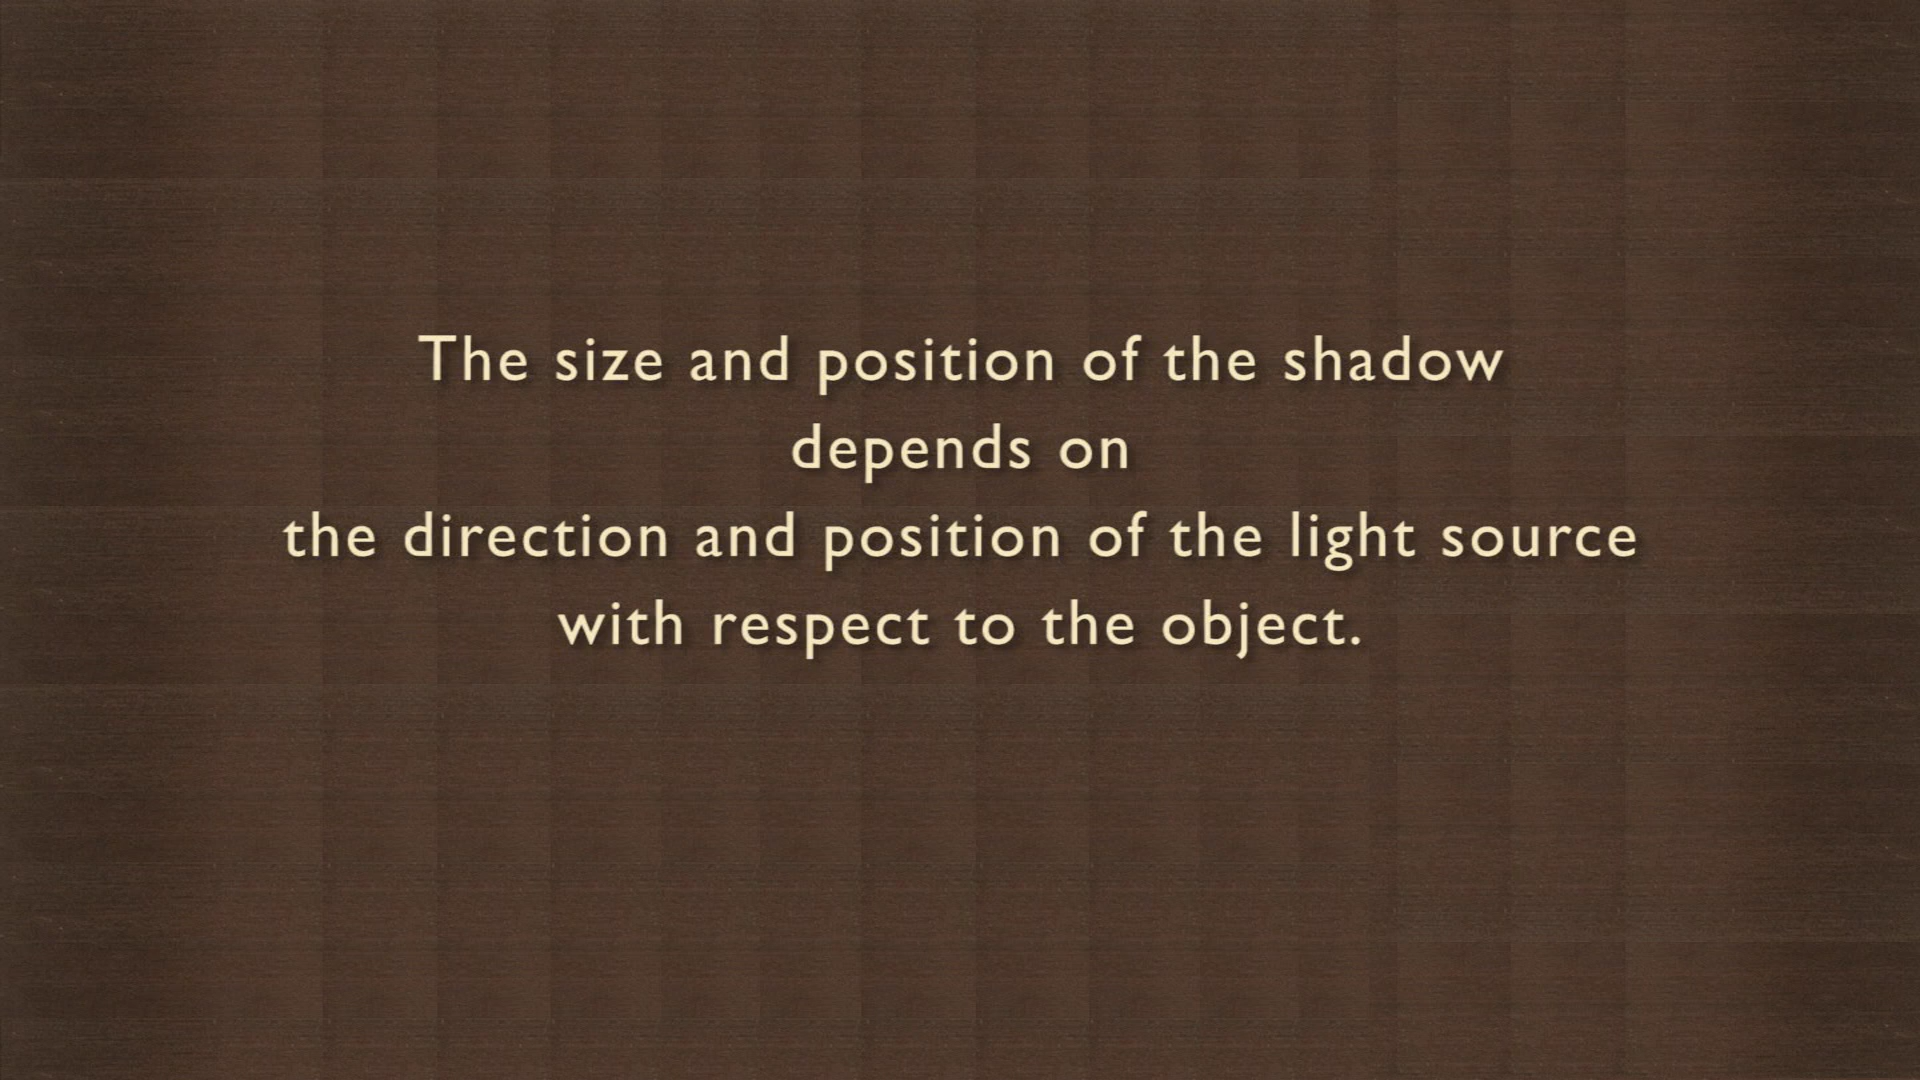 The size and position of the shadow
depends on
the direction and position of the light source
with respect to the object.